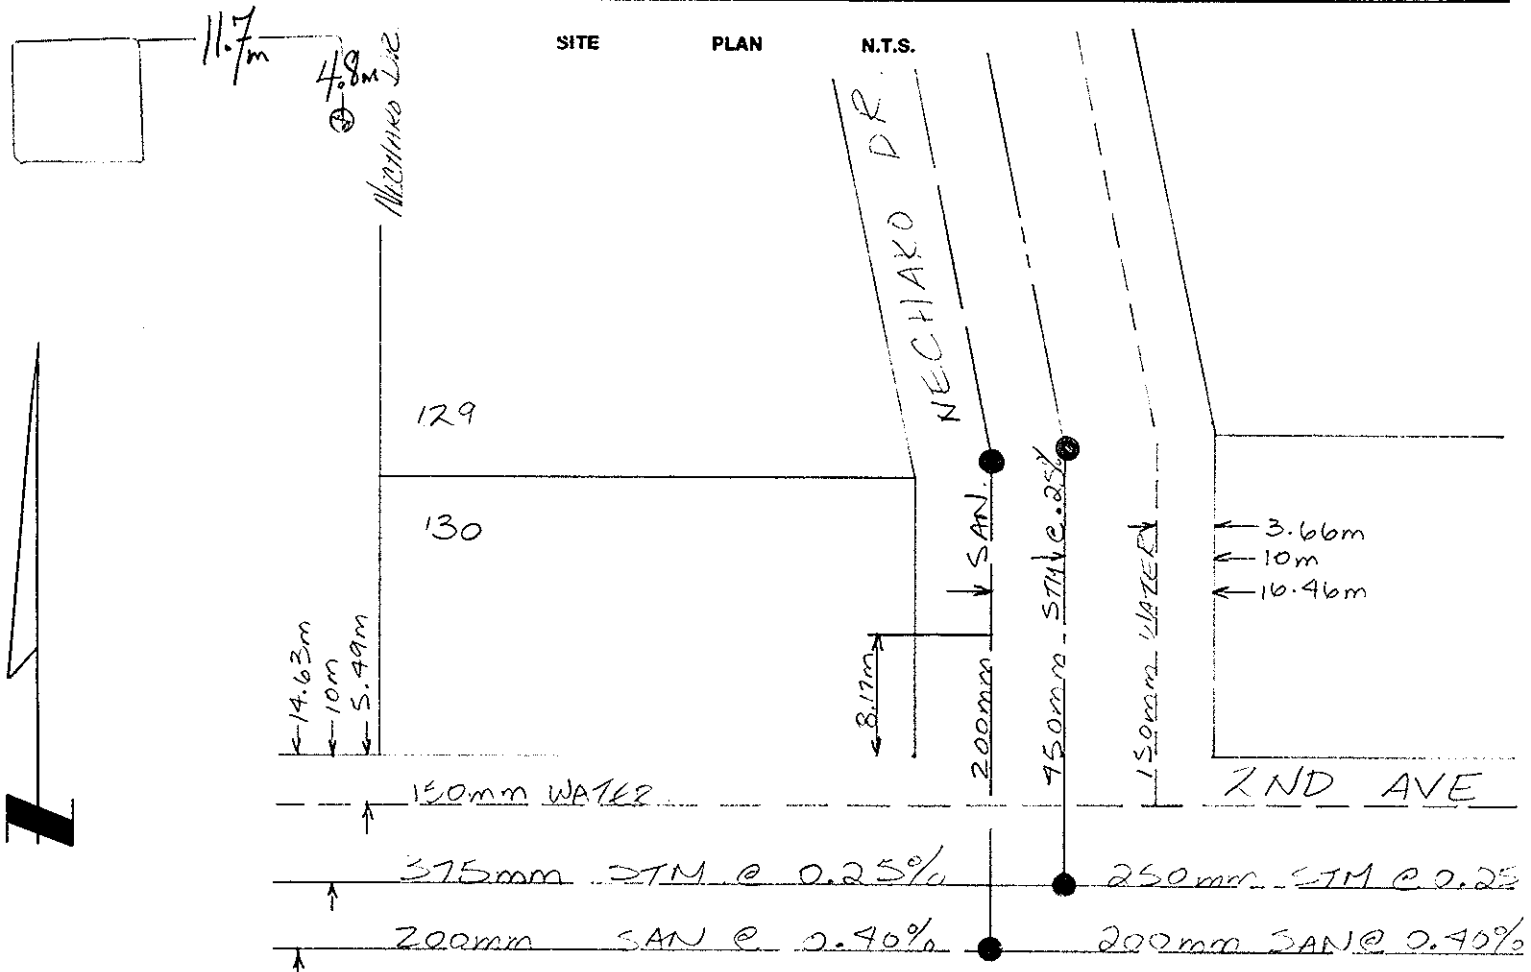 SITE PLAN N.T.S.
11.7m
4.8m
NECHAKO DR.
NECHAKO DR.
129
130
SAN.
200mm
450mm STM @ .25%
150mm WATER
3.66m
10m
16.46m
14.63m
10m
5.49m
8.17m
150mm WATER
2ND AVE
375mm STM @ 0.25%
250mm STM @ 0.25
200mm SAN @ 0.40%
200mm SAN @ 0.40%